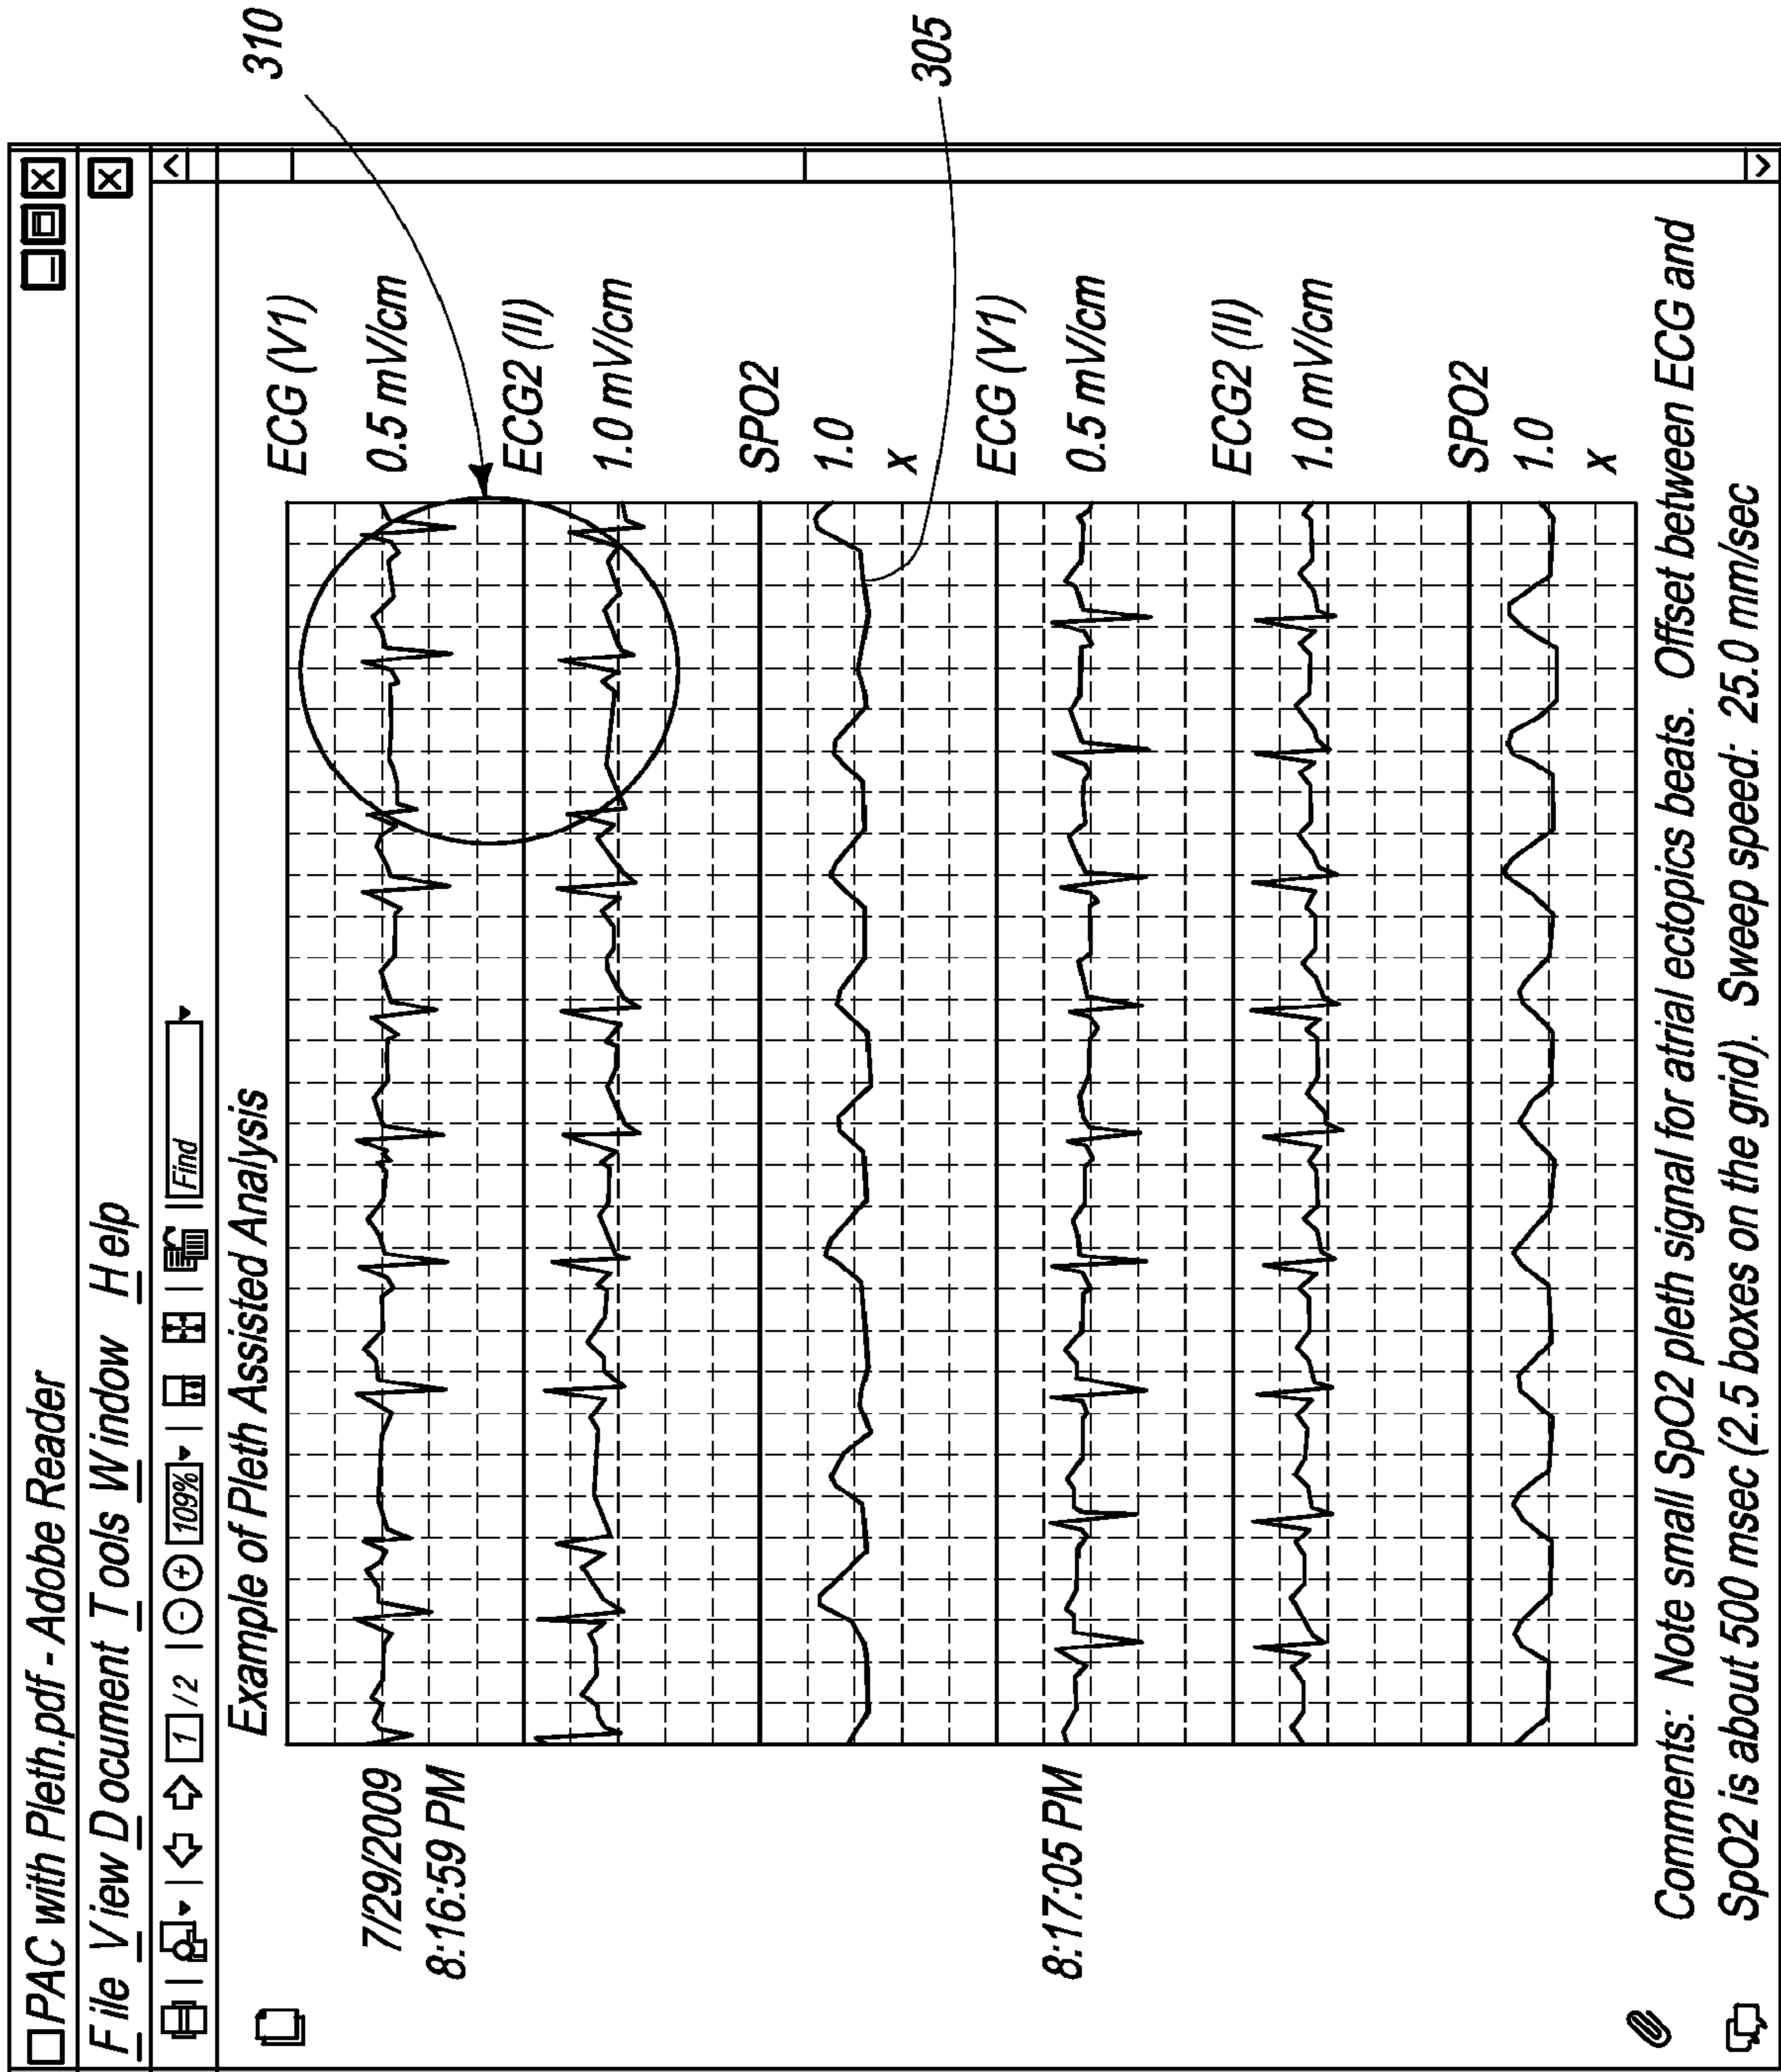 PAC with Pleth.pdf - Adobe Reader
File View Document Tools Window Help
1 / 2 109% Find
Example of Pleth Assisted Analysis
310
7/29/2009
8:16:59 PM
ECG (V1)
0.5 mV/cm
ECG2 (II)
1.0 mV/cm
SPO2
1.0
X
305
8:17:05 PM
ECG (V1)
0.5 mV/cm
ECG2 (II)
1.0 mV/cm
SPO2
1.0
X
Comments: Note small SpO2 pleth signal for atrial ectopics beats. Offset between ECG and
SpO2 is about 500 msec (2.5 boxes on the grid). Sweep speed: 25.0 mm/sec